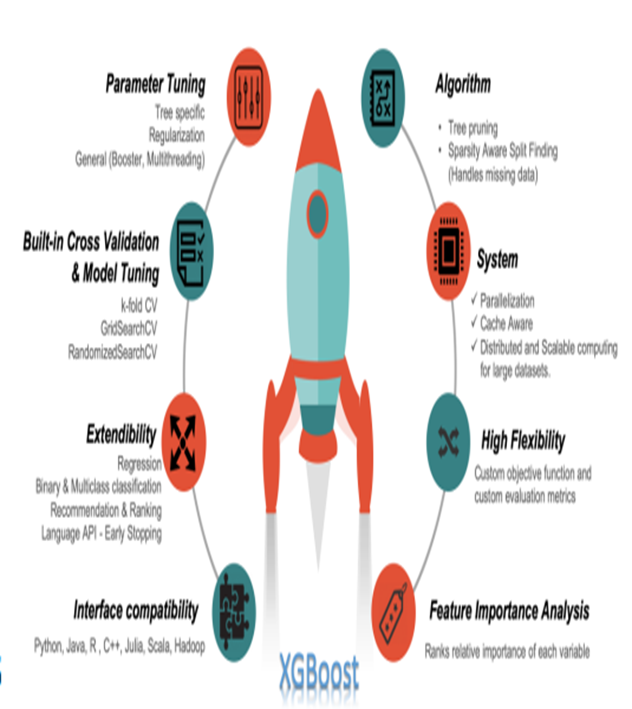 Parameter Tuning
Tree specific
Regularization
General (Booster, Multithreading)
Built-in Cross Validation
& Model Tuning
k-fold CV
GridSearchCV
RandomizedSearchCV
Extendibility
Regression
Binary & Multiclass classification
Recommendation & Ranking
Language API - Early Stopping
Interface compatibility
Python, Java, R , C++, Julia, Scala, Hadoop
Algorithm
• Tree pruning
• Sparsity Aware Split Finding
(Handles missing data)
System
✓ Parallelization
✓ Cache Aware
✓ Distributed and Scalable computing
for large datasets.
High Flexibility
Custom objective function and
custom evaluation metrics
Feature Importance Analysis
Ranks relative importance of each variable
XGBoost